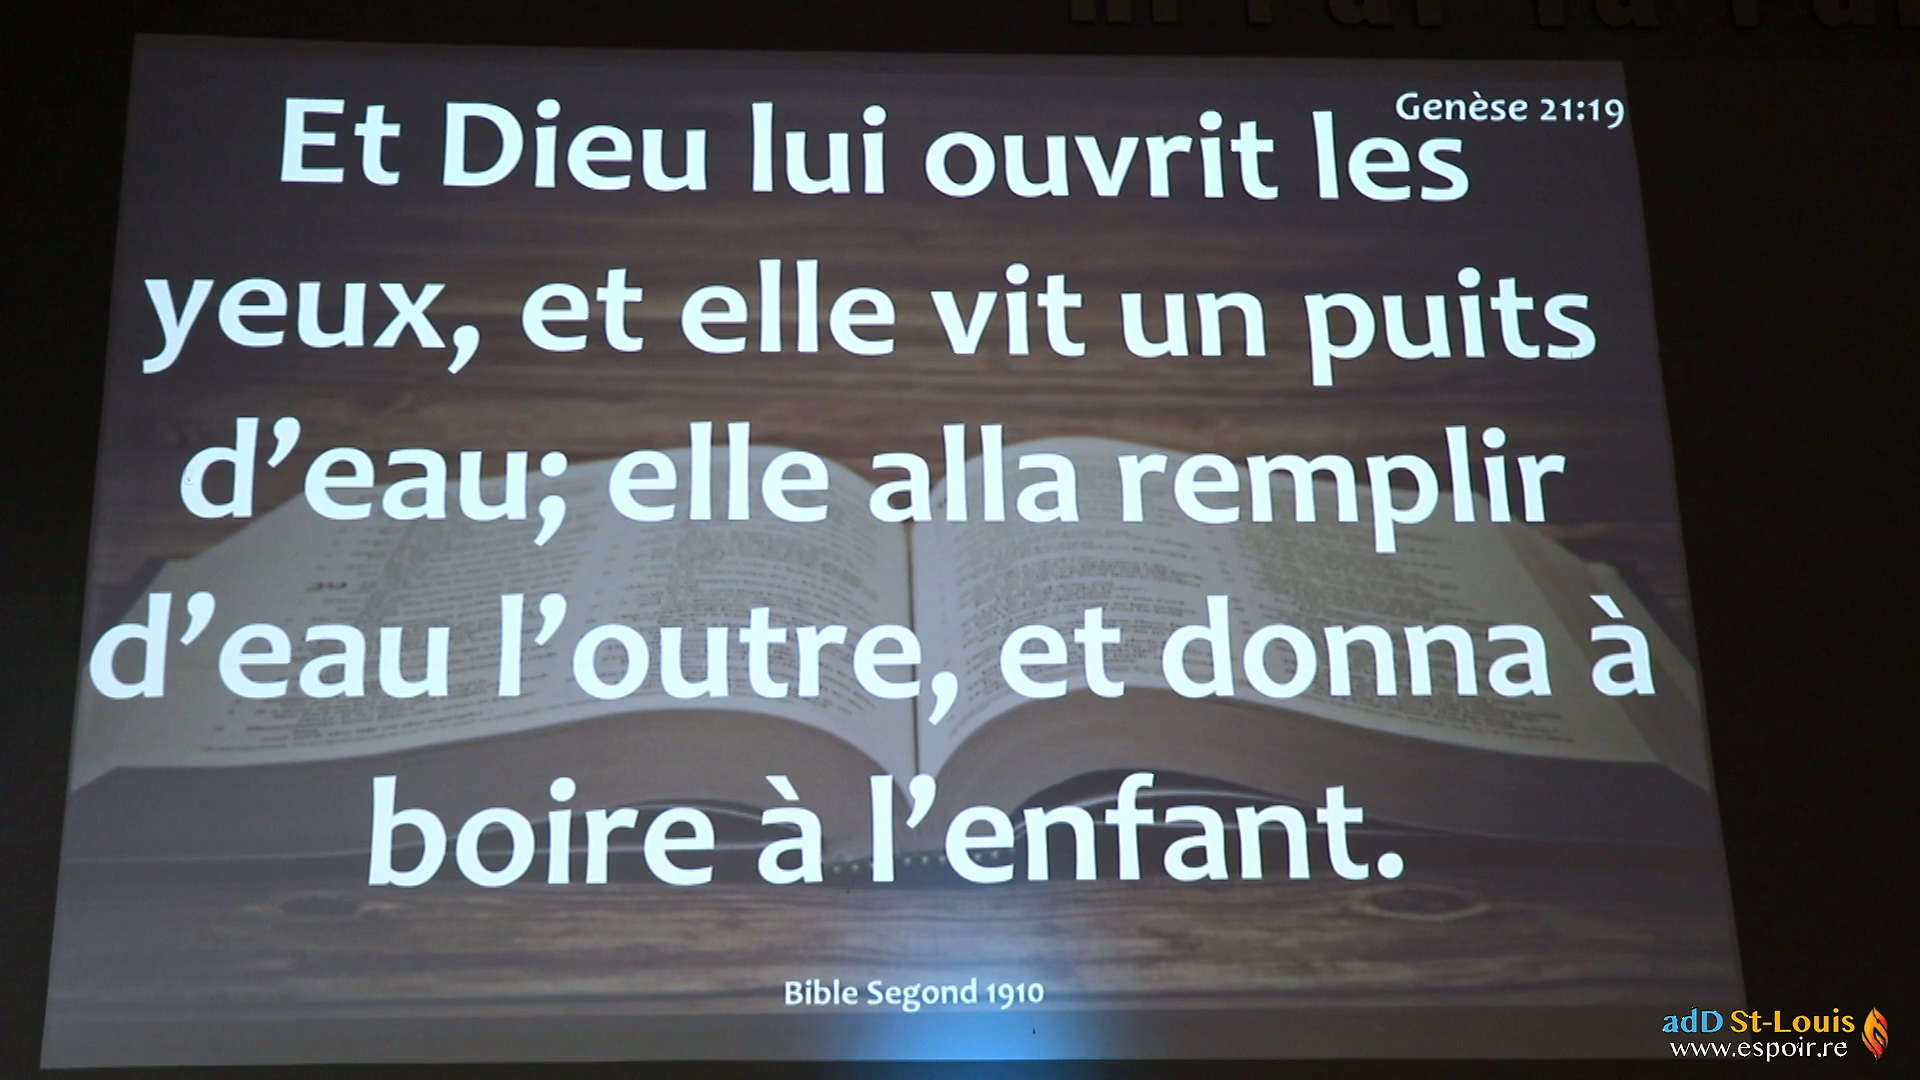 Genèse 21:19
Et Dieu lui ouvrit les
yeux, et elle vit un puits
d'eau; elle alla remplir
d'eau l'outre, et donna à
boire à l'enfant.
Bible Segond 1910
adD St-Louis
www.espoir.re